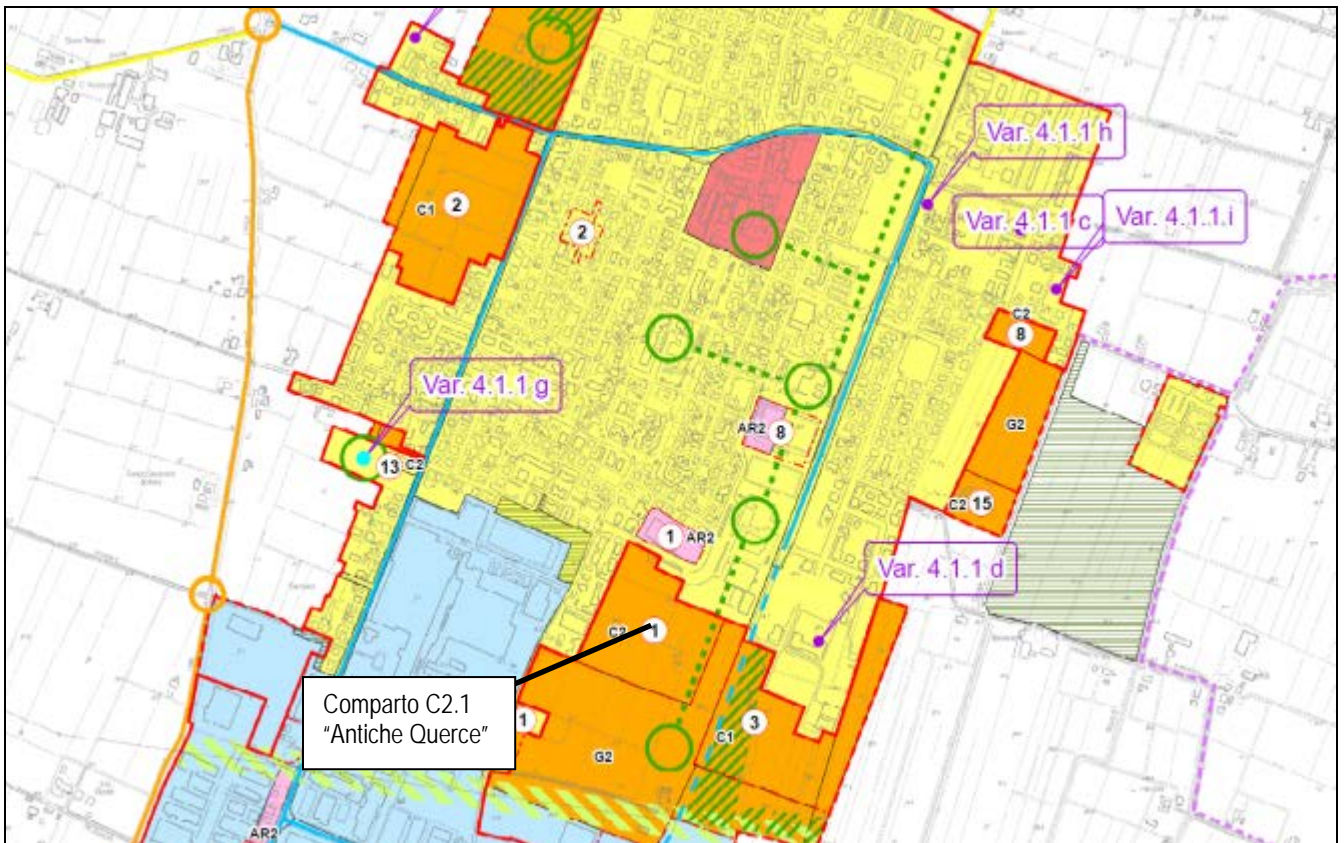 Var. 4.1.1 h
Var. 4.1.1 c
Var. 4.1.1.i
C1
2
2
C2
8
Var. 4.1.1 g
G2
AR2
8
13
C2
C2
15
1
AR2
Var. 4.1.1 d
C2
1
Comparto C2.1
"Antiche Querce"
1
3
C1
G2
AR2